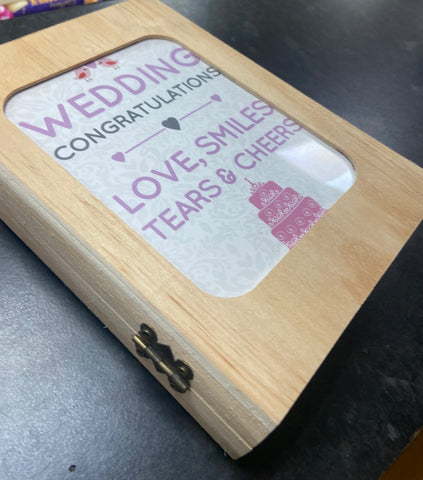 WEDDING
CONGRATULATIONS
LOVE, SMILES
TEARS & CHEERS